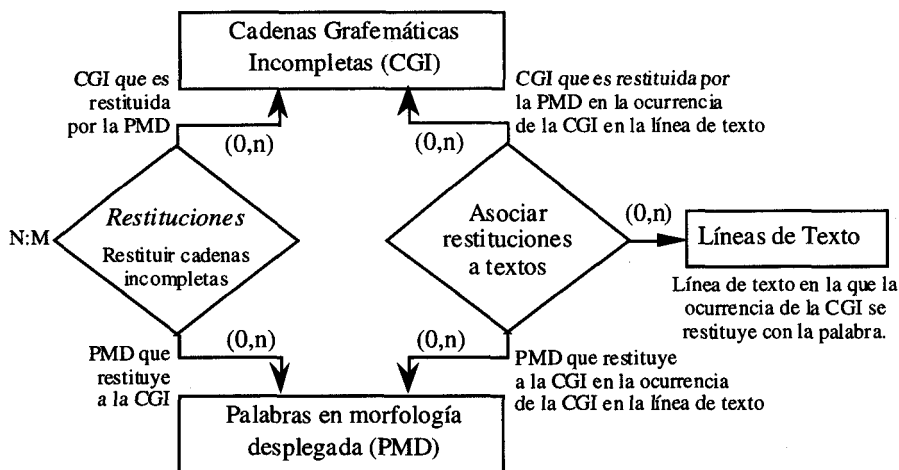 Cadenas Grafemáticas
Incompletas (CGI)
CGI que es
restituida
por la PMD
CGI que es restituida por
la PMD en la ocurrencia
de la CGI en la línea de texto
(0,n)
(0,n)
N:M
Restituciones
Restituir cadenas
incompletas
Asociar
restituciones
a textos
(0,n)
Líneas de Texto
Línea de texto en la que la
ocurrencia de la CGI se
restituye con la palabra.
(0,n)
(0,n)
PMD que
restituye
a la CGI
PMD que restituye
a la CGI en la ocurrencia
de la CGI en la línea de texto
Palabras en morfología
desplegada (PMD)